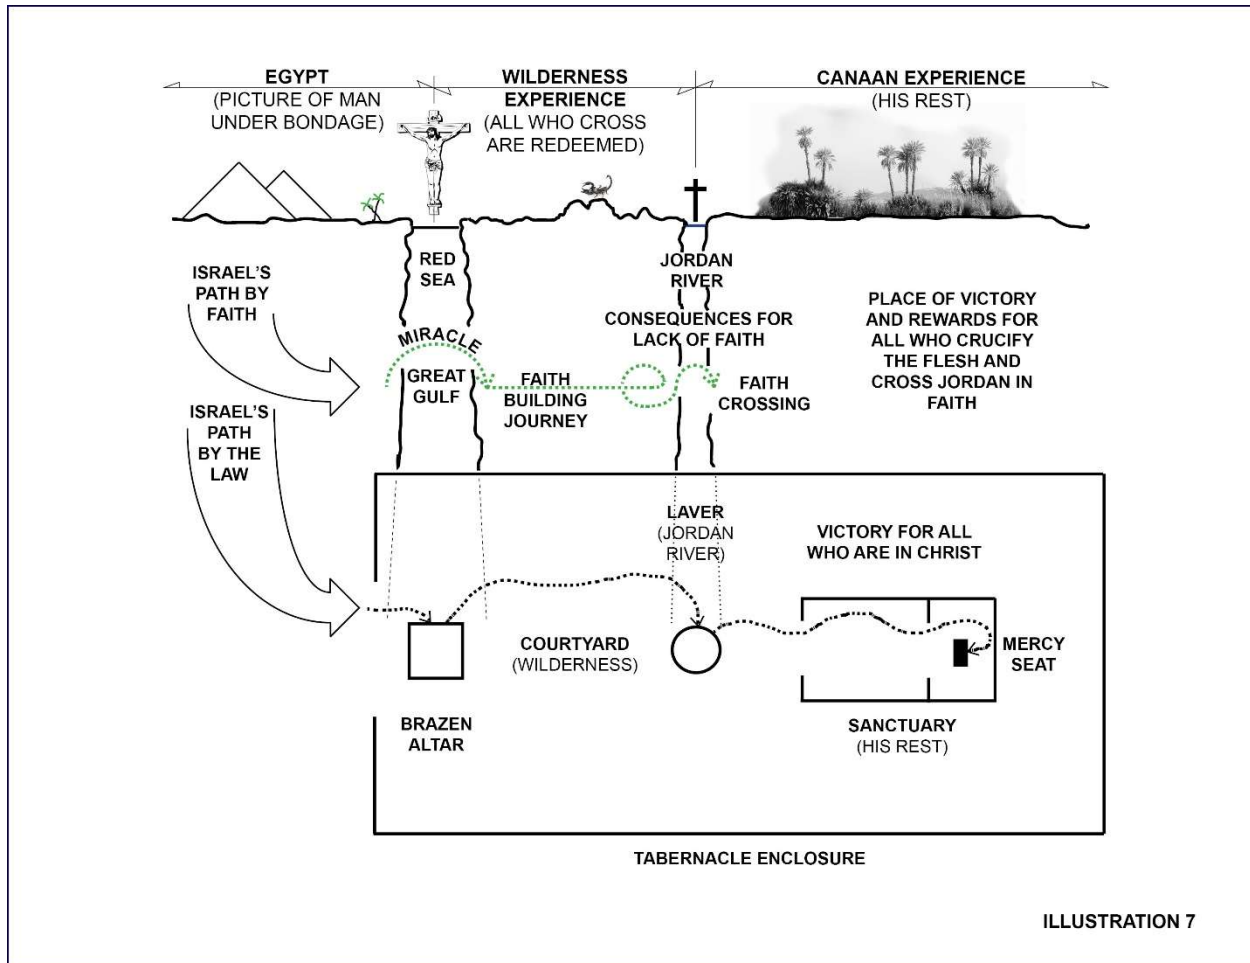 EGYPT
(PICTURE OF MAN
UNDER BONDAGE)
WILDERNESS
EXPERIENCE
(ALL WHO CROSS
ARE REDEEMED)
CANAAN EXPERIENCE
(HIS REST)
RED
SEA
JORDAN
RIVER
ISRAEL'S
PATH BY
FAITH
MIRACLE
GREAT
GULF
FAITH
BUILDING
JOURNEY
CONSEQUENCES FOR
LACK OF FAITH
FAITH
CROSSING
PLACE OF VICTORY
AND REWARDS FOR
ALL WHO CRUCIFY
THE FLESH AND
CROSS JORDAN IN
FAITH
ISRAEL'S
PATH
BY THE
LAW
LAVER
(JORDAN
RIVER)
VICTORY FOR ALL
WHO ARE IN CHRIST
COURTYARD
(WILDERNESS)
MERCY
SEAT
BRAZEN
ALTAR
SANCTUARY
(HIS REST)
TABERNACLE ENCLOSURE
ILLUSTRATION 7